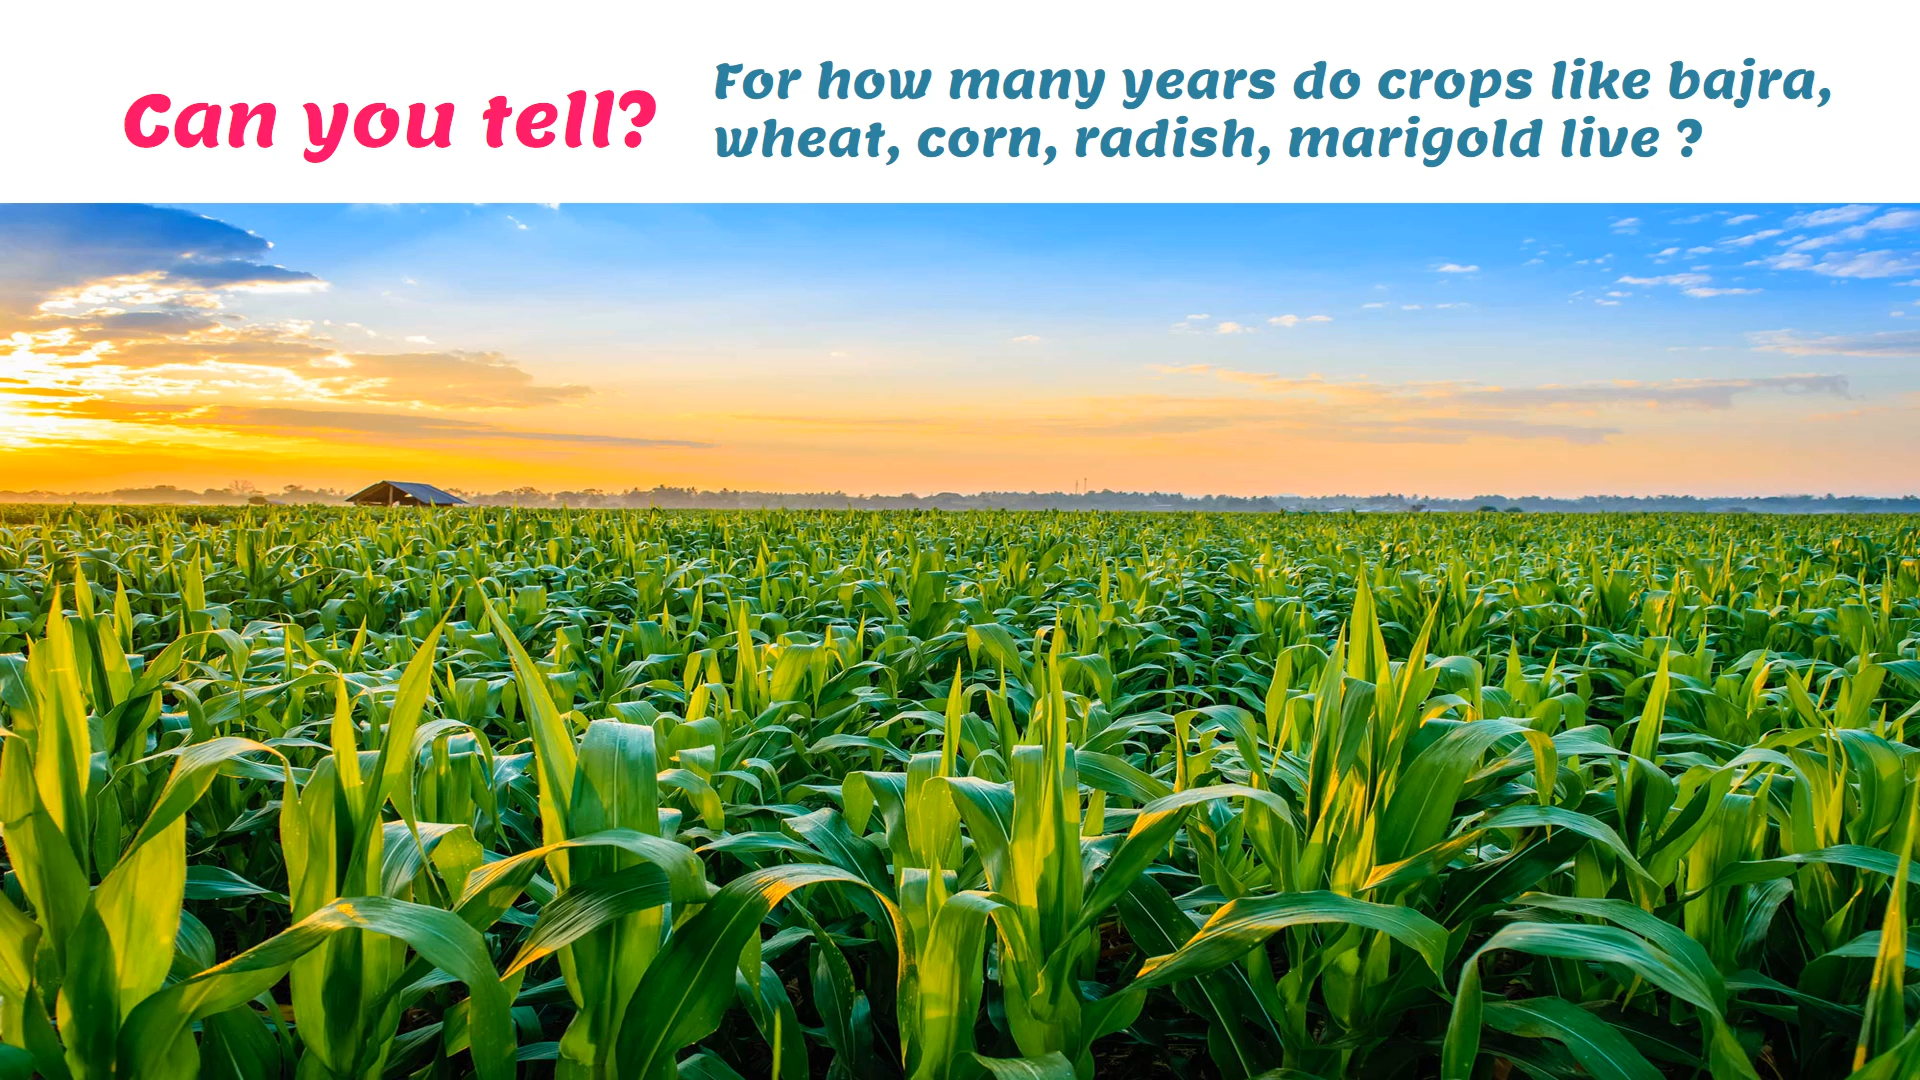 Can you tell?
For how many years do crops like bajra,
wheat, corn, radish, marigold live ?